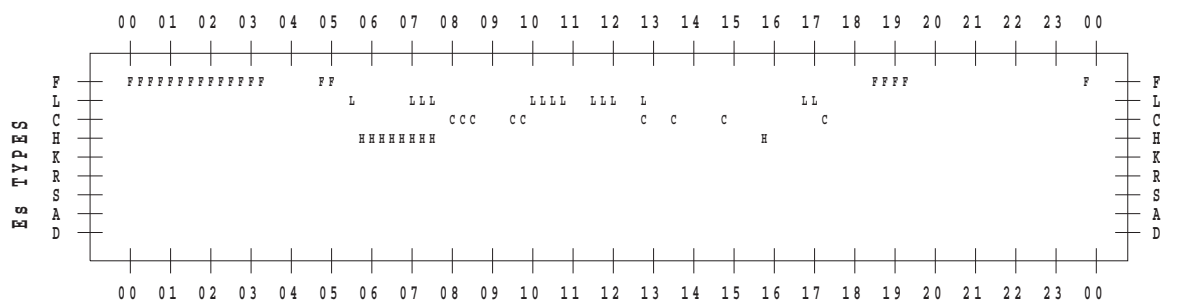 00 01 02 03 04 05 06 07 08 09 10 11 12 13 14 15 16 17 18 19 20 21 22 23 00
Es TYPES
F FFFFFFFFFFFFFF FF FFFF F F
L L LLL LLLL LLL L LL L
C CCC CC C C C C C
H HHHHHHHH H H
K K
R R
S S
A A
D D
00 01 02 03 04 05 06 07 08 09 10 11 12 13 14 15 16 17 18 19 20 21 22 23 00